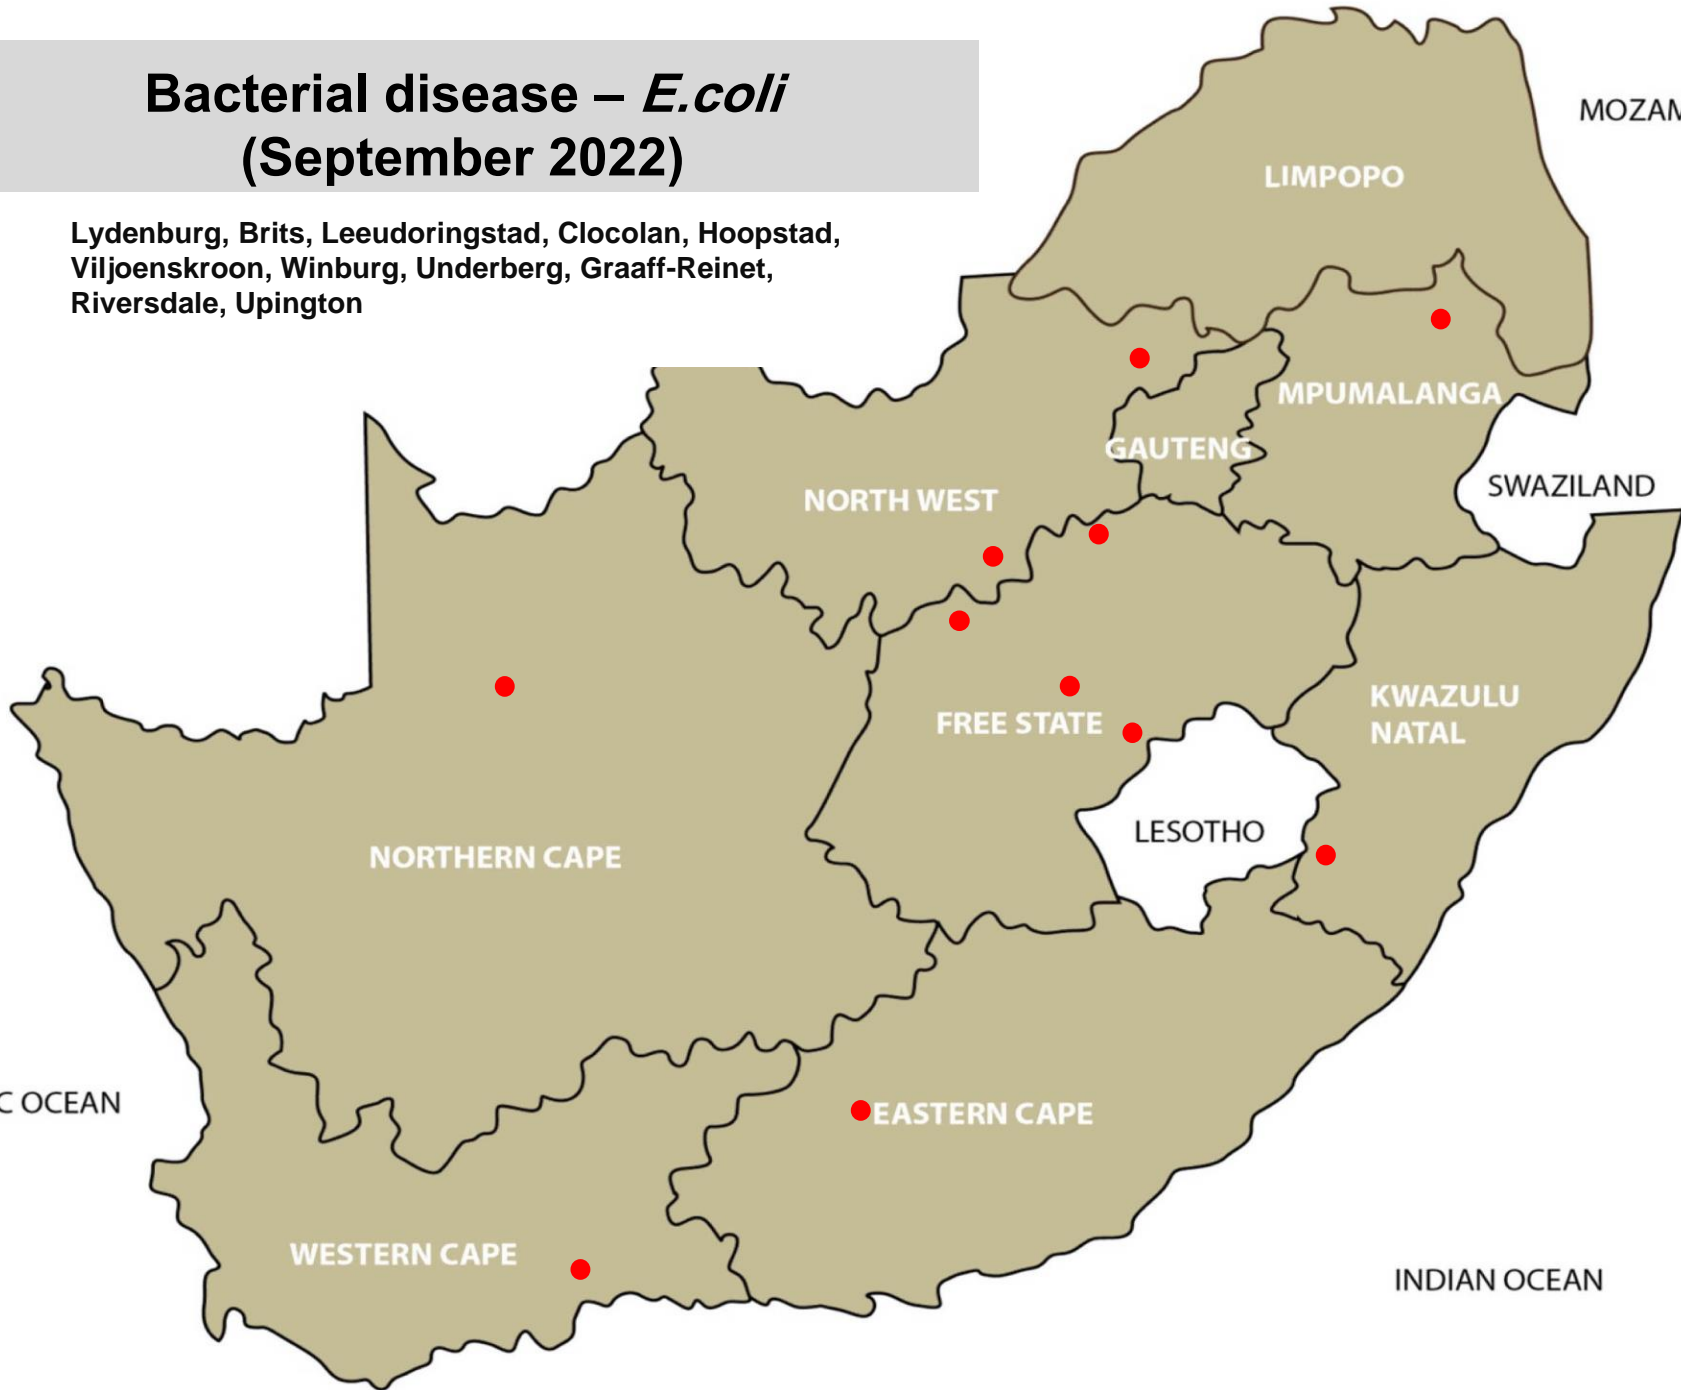 Bacterial disease – E.coli
(September 2022)
Lydenburg, Brits, Leeudoringstad, Clocolan, Hoopstad,
Viljoenskroon, Winburg, Underberg, Graaff-Reinet,
Riversdale, Upington
MOZAM
LIMPOPO
MPUMALANGA
GAUTENG
SWAZILAND
NORTH WEST
KWAZULU
NATAL
FREE STATE
LESOTHO
NORTHERN CAPE
C OCEAN
EASTERN CAPE
WESTERN CAPE
INDIAN OCEAN